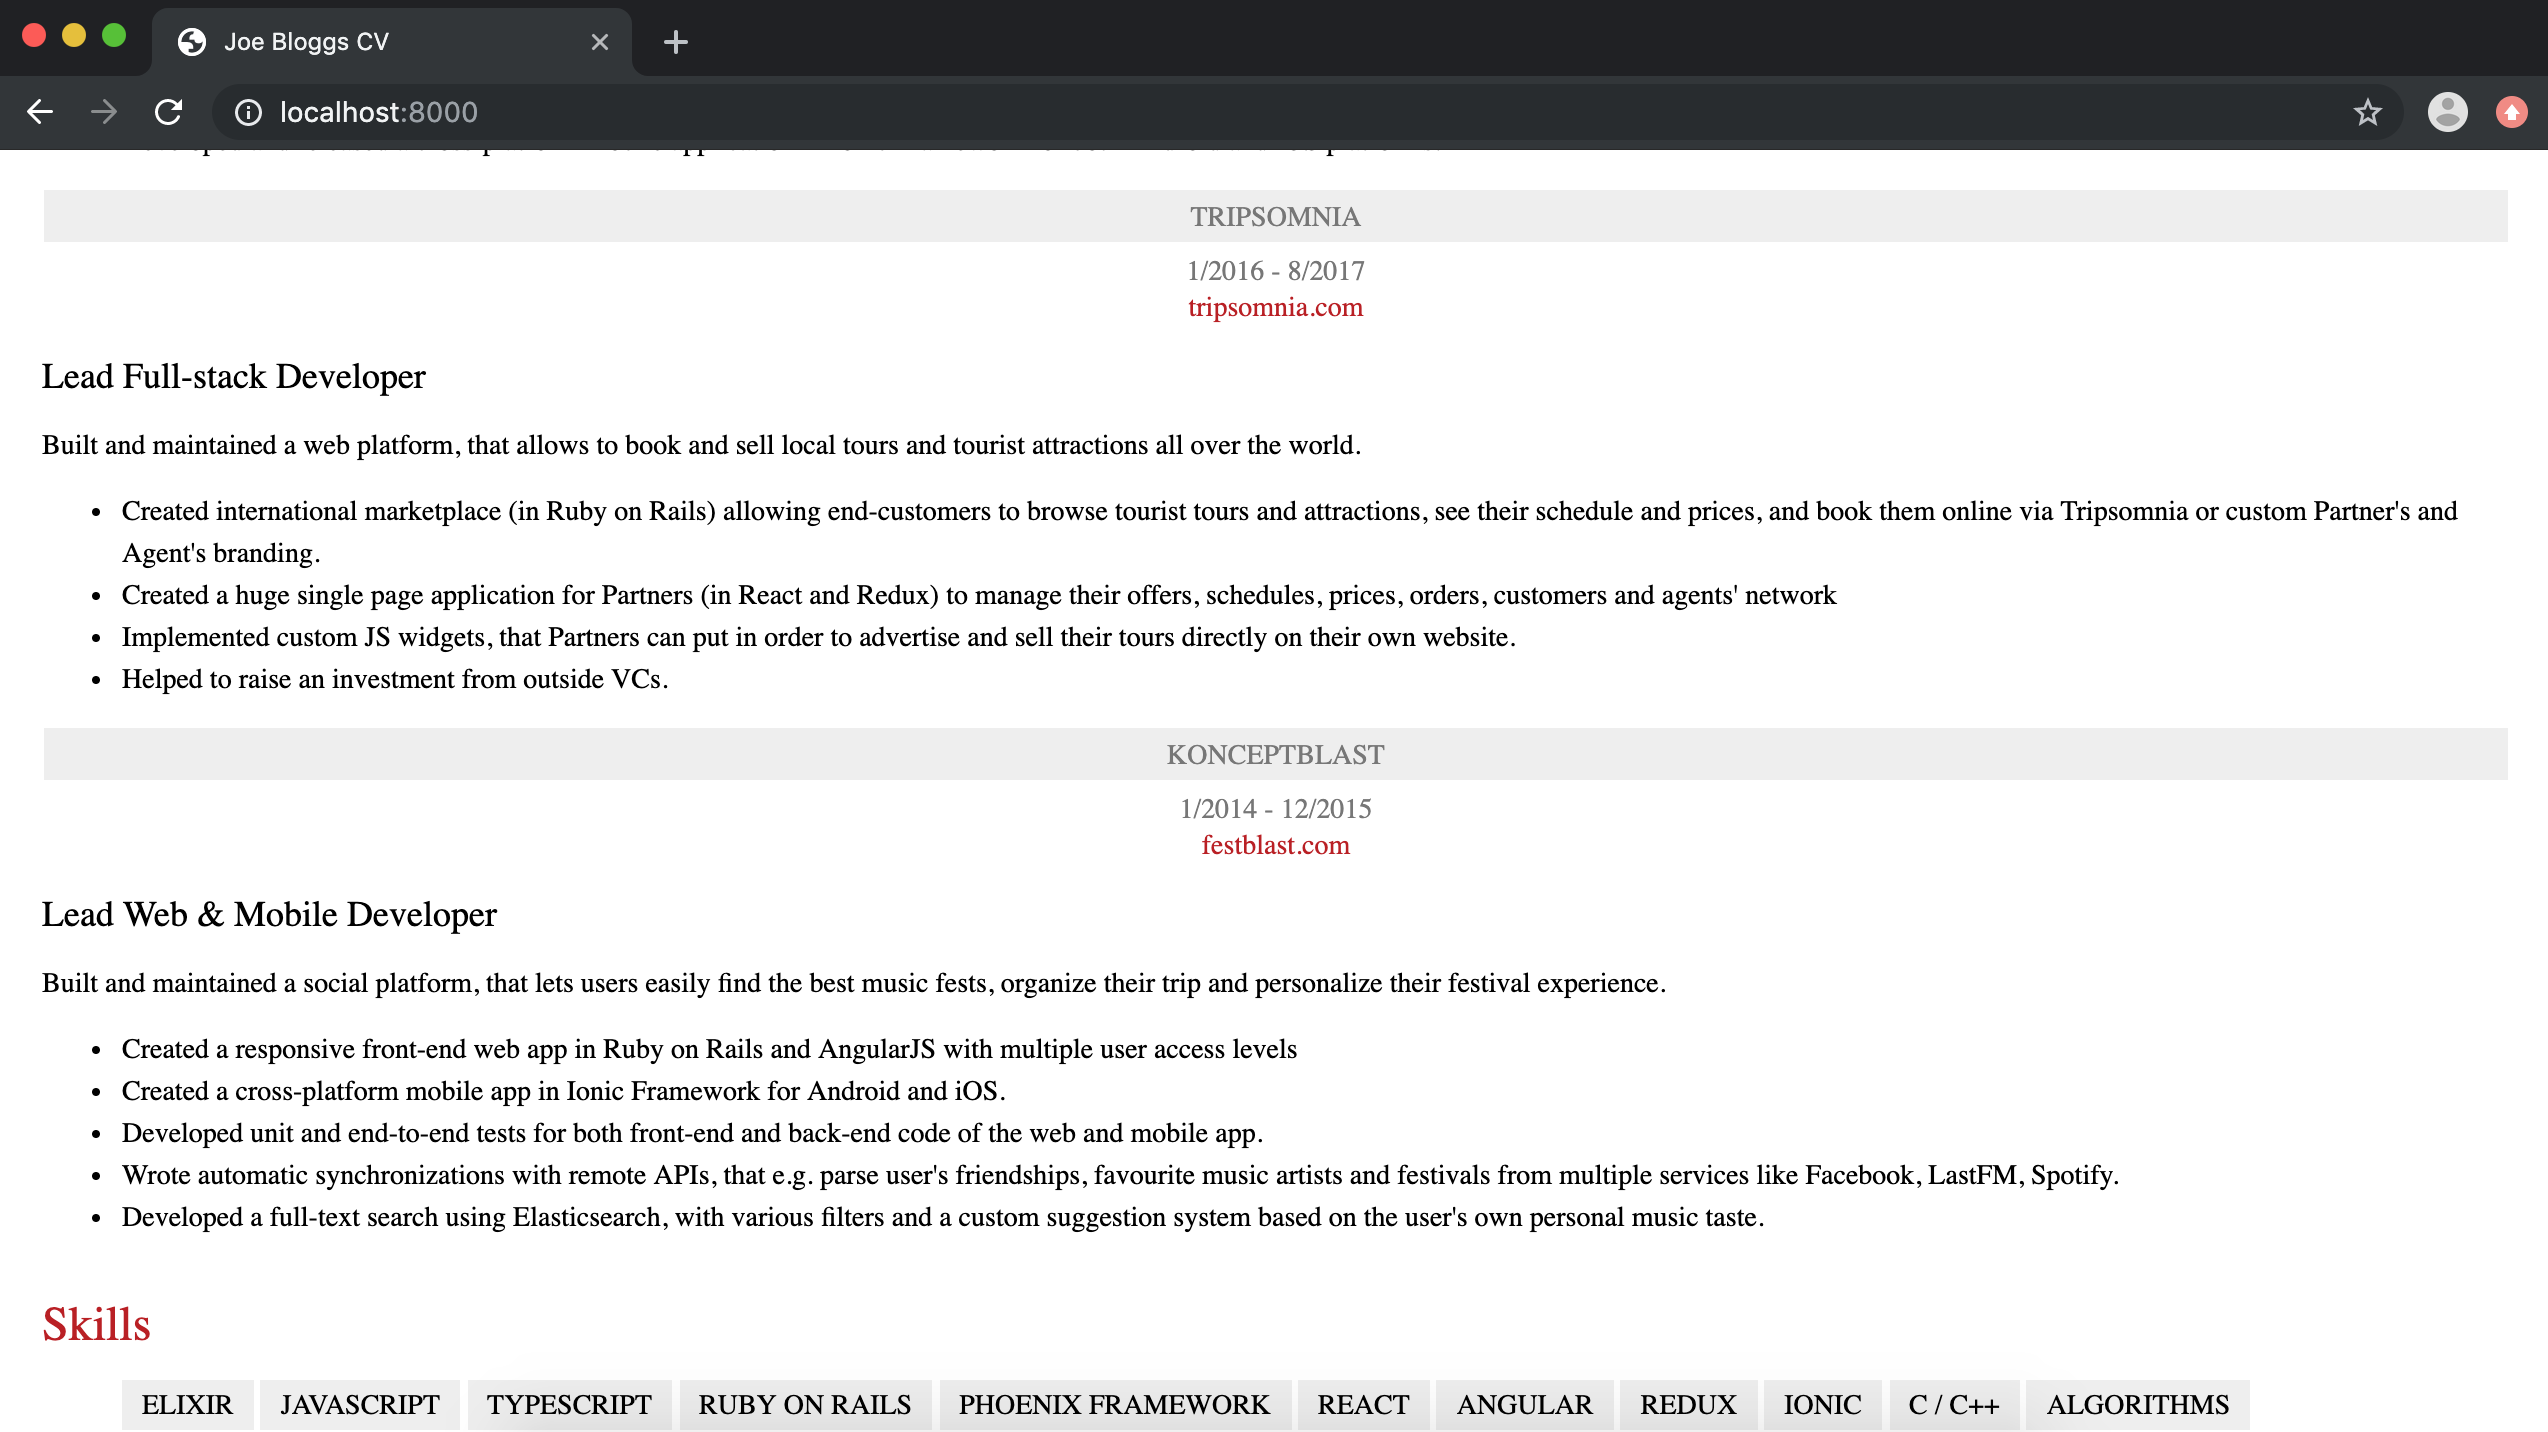 Joe Bloggs CV
localhost:8000
TRIPSOMNIA
1/2016 - 8/2017
tripsomnia.com
Lead Full-stack Developer
Built and maintained a web platform, that allows to book and sell local tours and tourist attractions all over the world.
• Created international marketplace (in Ruby on Rails) allowing end-customers to browse tourist tours and attractions, see their schedule and prices, and book them online via Tripsomnia or custom Partner's and
Agent's branding.
• Created a huge single page application for Partners (in React and Redux) to manage their offers, schedules, prices, orders, customers and agents' network
• Implemented custom JS widgets, that Partners can put in order to advertise and sell their tours directly on their own website.
• Helped to raise an investment from outside VCs.
KONCEPTBLAST
1/2014 - 12/2015
festblast.com
Lead Web & Mobile Developer
Built and maintained a social platform, that lets users easily find the best music fests, organize their trip and personalize their festival experience.
• Created a responsive front-end web app in Ruby on Rails and AngularJS with multiple user access levels
• Created a cross-platform mobile app in Ionic Framework for Android and iOS.
• Developed unit and end-to-end tests for both front-end and back-end code of the web and mobile app.
• Wrote automatic synchronizations with remote APIs, that e.g. parse user's friendships, favourite music artists and festivals from multiple services like Facebook, LastFM, Spotify.
• Developed a full-text search using Elasticsearch, with various filters and a custom suggestion system based on the user's own personal music taste.
Skills
ELIXIR JAVASCRIPT TYPESCRIPT RUBY ON RAILS PHOENIX FRAMEWORK REACT ANGULAR REDUX IONIC C / C++ ALGORITHMS